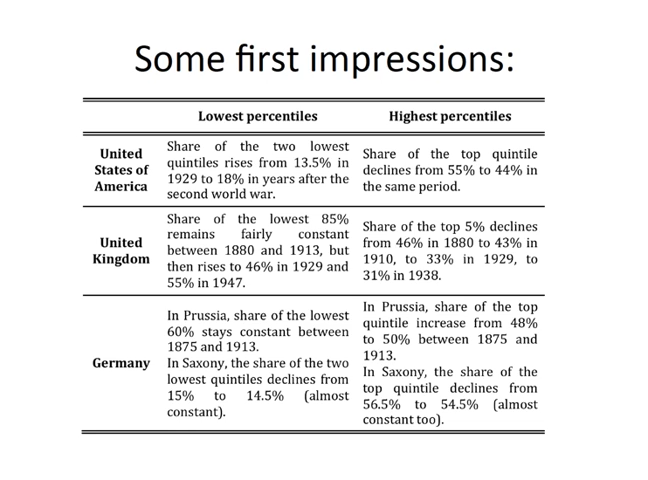 Some first impressions:
Lowest percentiles
Highest percentiles
United
States of
America
Share of the two lowest
quintiles rises from 13.5% in
1929 to 18% in years after the
second world war.
Share of the top quintile
declines from 55% to 44% in
the same period.
United
Kingdom
Share of the lowest 85%
remains fairly constant
between 1880 and 1913, but
then rises to 46% in 1929 and
55% in 1947.
Share of the top 5% declines
from 46% in 1880 to 43% in
1910, to 33% in 1929, to
31% in 1938.
Germany
In Prussia, share of the lowest
60% stays constant between
1875 and 1913.
In Saxony, the share of the two
lowest quintiles declines from
15% to 14.5% (almost
constant).
In Prussia, share of the top
quintile increase from 48%
to 50% between 1875 and
1913.
In Saxony, the share of the
top quintile declines from
56.5% to 54.5% (almost
constant too).